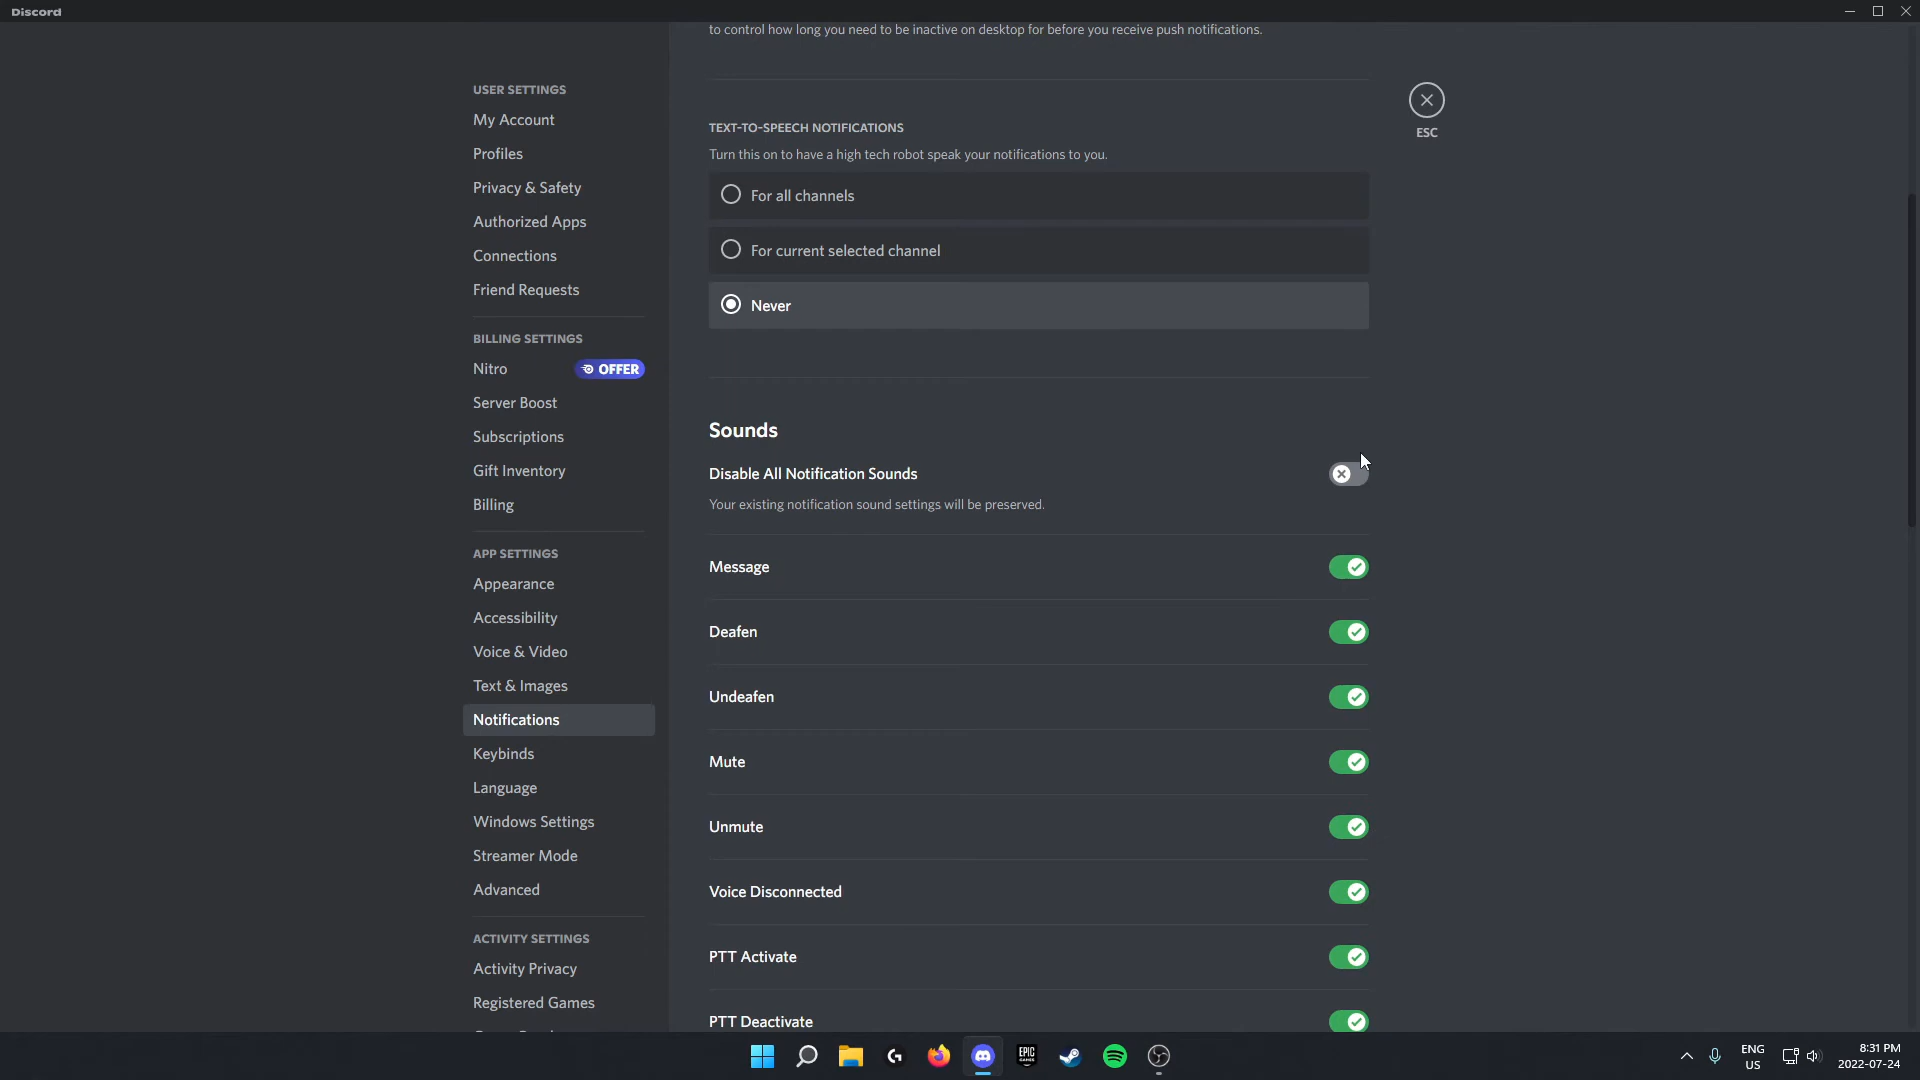 Discord
to control how long you need to be inactive on desktop for before you receive push notifications.
USER SETTINGS
My Account
Profiles
Privacy & Safety
Authorized Apps
Connections
Friend Requests
BILLING SETTINGS
Nitro
OFFER
Server Boost
Subscriptions
Gift Inventory
Billing
APP SETTINGS
Appearance
Accessibility
Voice & Video
Text & Images
Notifications
Keybinds
Language
Windows Settings
Streamer Mode
Advanced
ACTIVITY SETTINGS
Activity Privacy
Registered Games
TEXT-TO-SPEECH NOTIFICATIONS
Turn this on to have a high tech robot speak your notifications to you.
For all channels
For current selected channel
Never
Sounds
Disable All Notification Sounds
Your existing notification sound settings will be preserved.
Message
Deafen
Undeafen
Mute
Unmute
Voice Disconnected
PTT Activate
PTT Deactivate
ESC
EPIC
GAMES
ENG
US
8:31 PM
2022-07-24